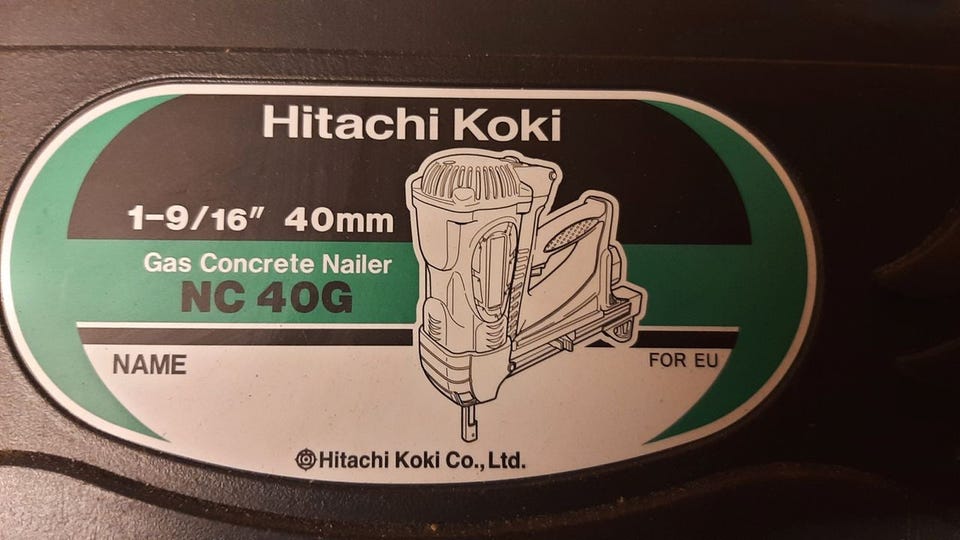 Hitachi Koki
1-9/16" 40mm
Gas Concrete Nailer
NC 40G
NAME
FOR EU
Hitachi Koki Co., Ltd.